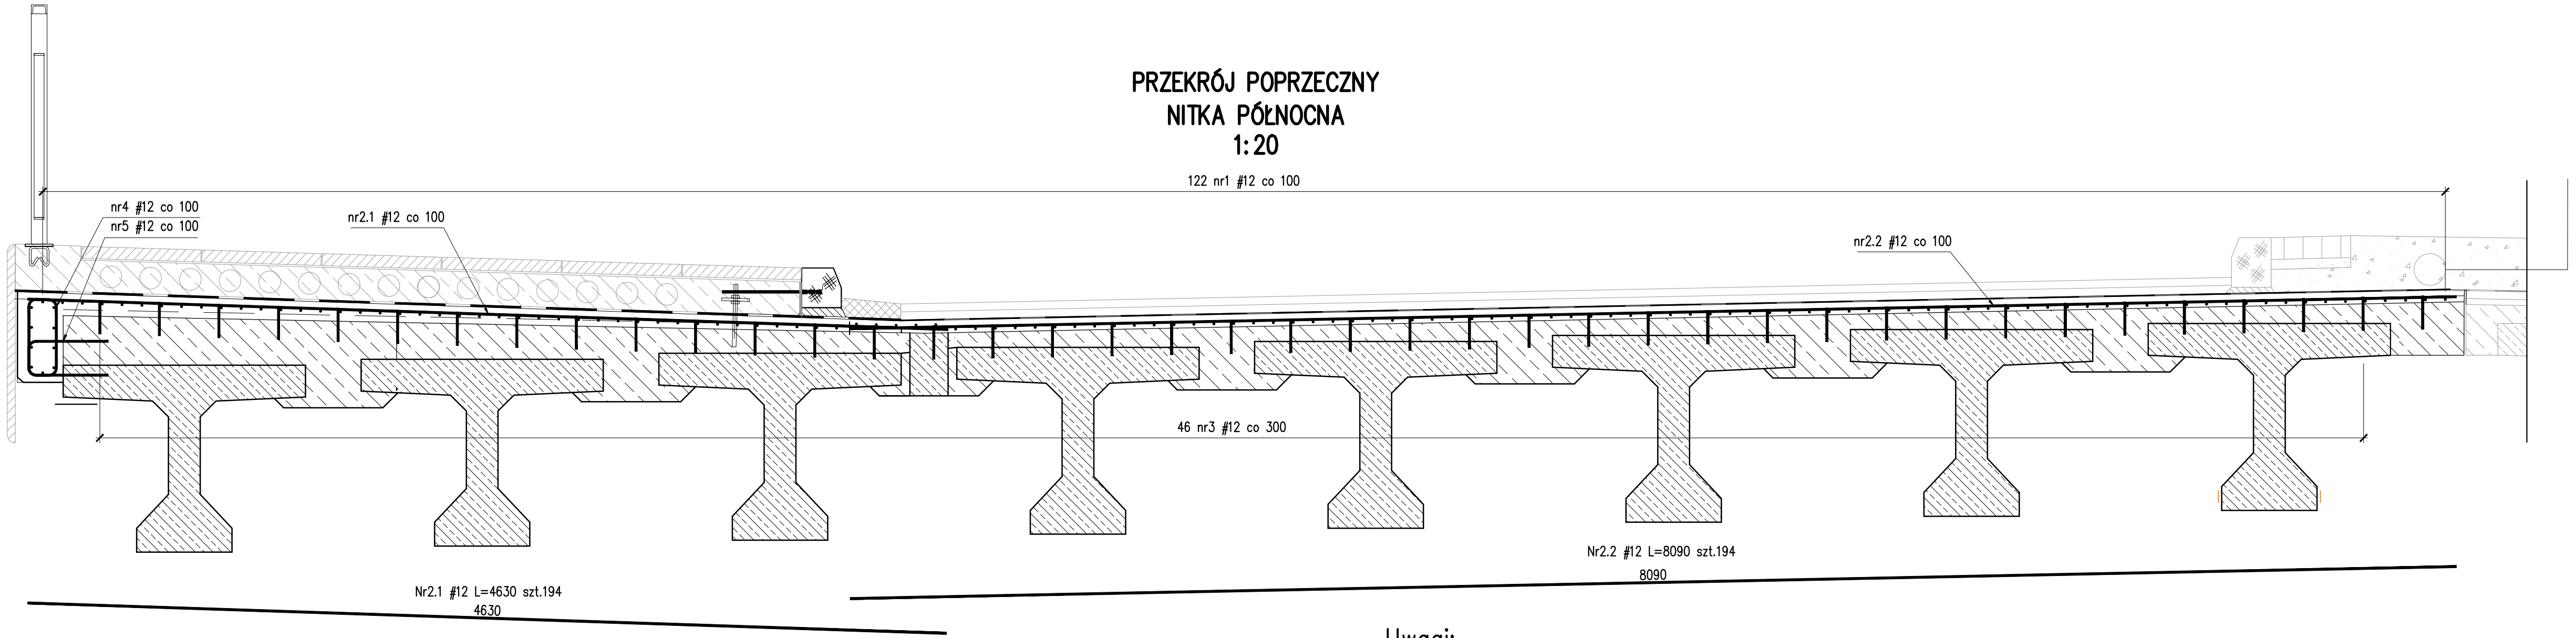 PRZEKRÓJ POPRZECZNY
NITKA PÓŁNOCNA
1:20
122 nr1 #12 co 100
nr4 #12 co 100
nr5 #12 co 100
nr2.1 #12 co 100
nr2.2 #12 co 100
46 nr3 #12 co 300
Nr2.2 #12 L=8090 szt.194
8090
Nr2.1 #12 L=4630 szt.194
4630
Uwagi: